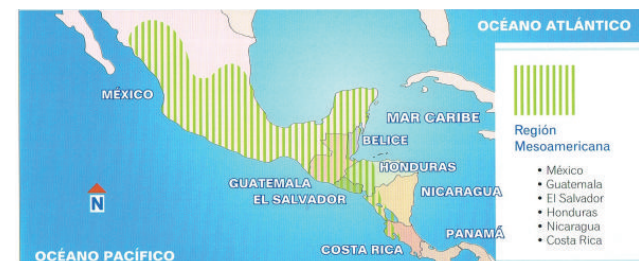 OCÉANO ATLÁNTICO
MÉXICO
MAR CARIBE
BELICE
HONDURAS
GUATEMALA
EL SALVADOR
NICARAGUA
PANAMÁ
COSTA RICA
OCÉANO PACÍFICO
N
Región
Mesoamericana
• México
• Guatemala
• El Salvador
• Honduras
• Nicaragua
• Costa Rica